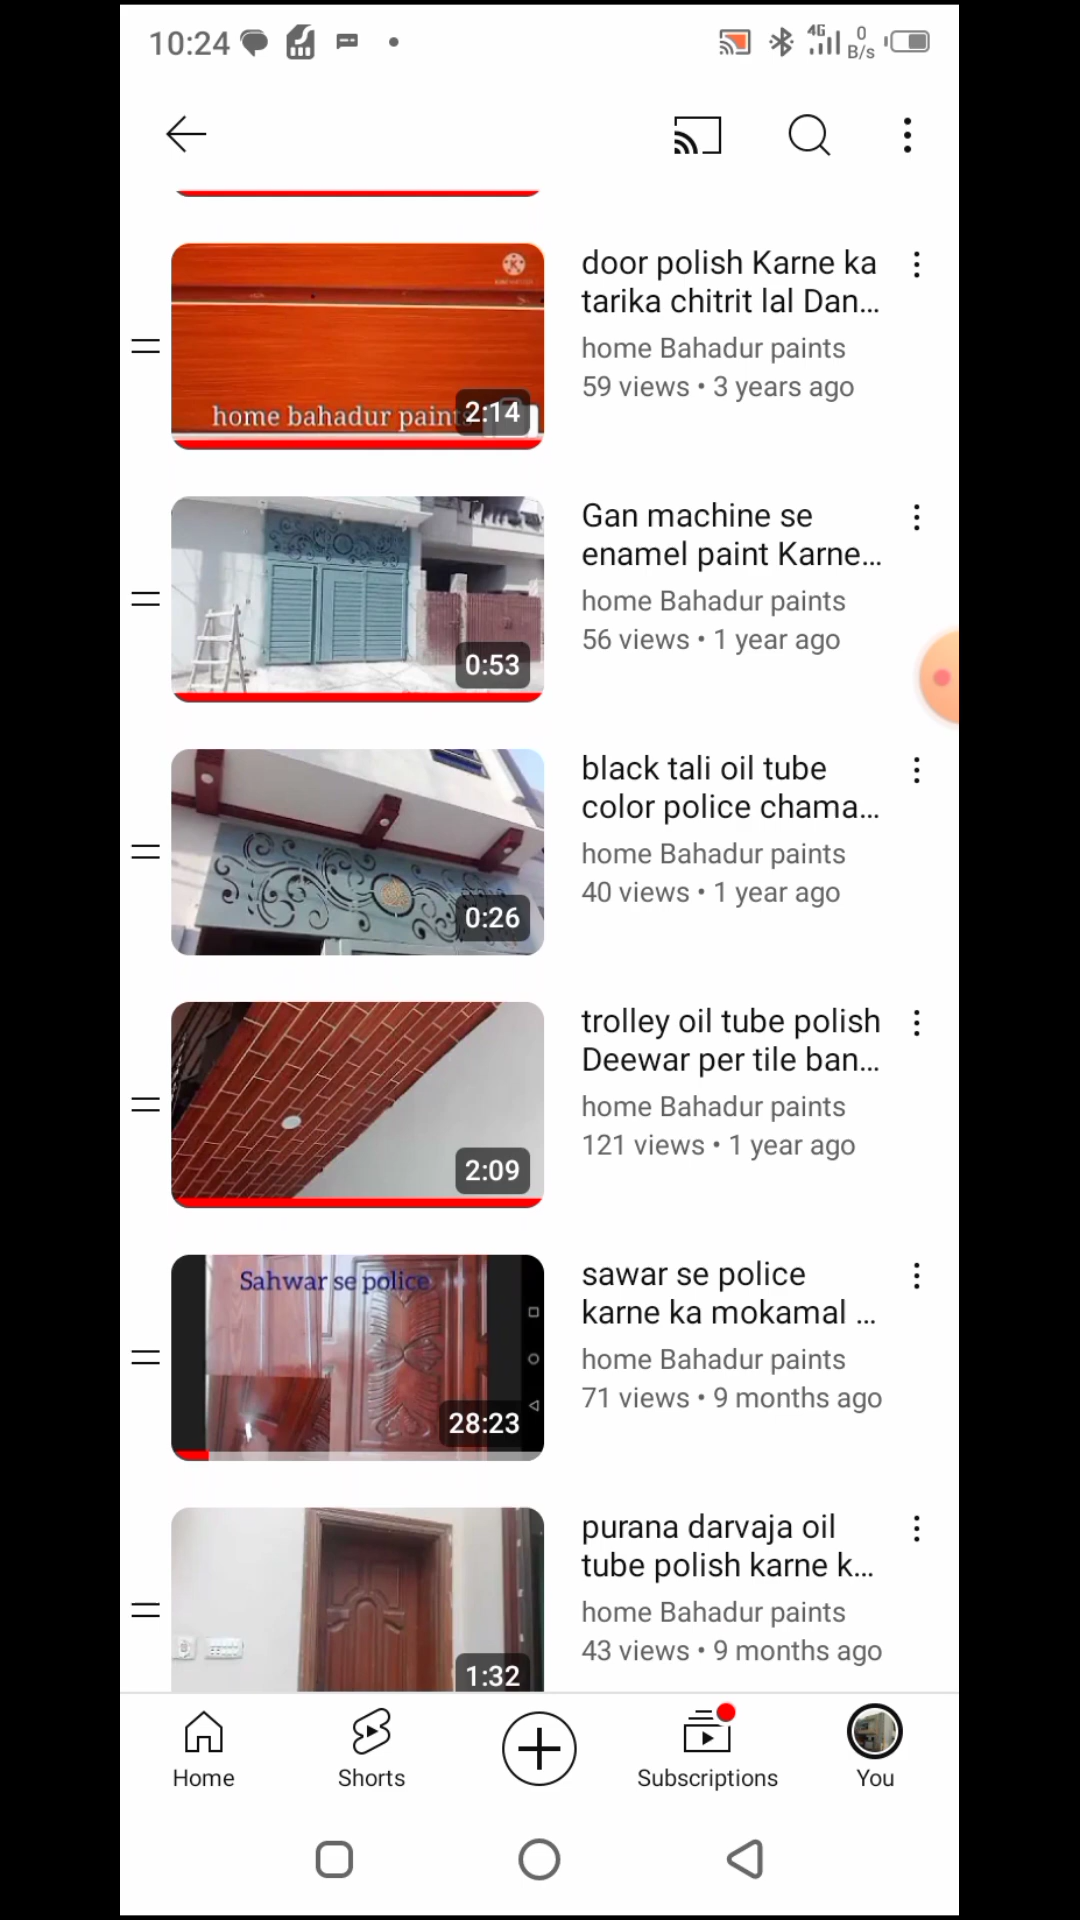 10:24
4G
0
B/s
door polish Karne ka
tarika chitrit lal Dan...
home Bahadur paints
59 views • 3 years ago
home bahadur paints
2:14
Gan machine se
enamel paint Karne...
home Bahadur paints
56 views • 1 year ago
0:53
black tali oil tube
color police chama...
home Bahadur paints
40 views • 1 year ago
0:26
trolley oil tube polish
Deewar per tile ban...
home Bahadur paints
121 views • 1 year ago
2:09
Sahwar se police
sawar se police
karne ka mokamal ...
home Bahadur paints
71 views • 9 months ago
28:23
purana darvaja oil
tube polish karne k...
home Bahadur paints
43 views • 9 months ago
1:32
Home
Shorts
Subscriptions
You